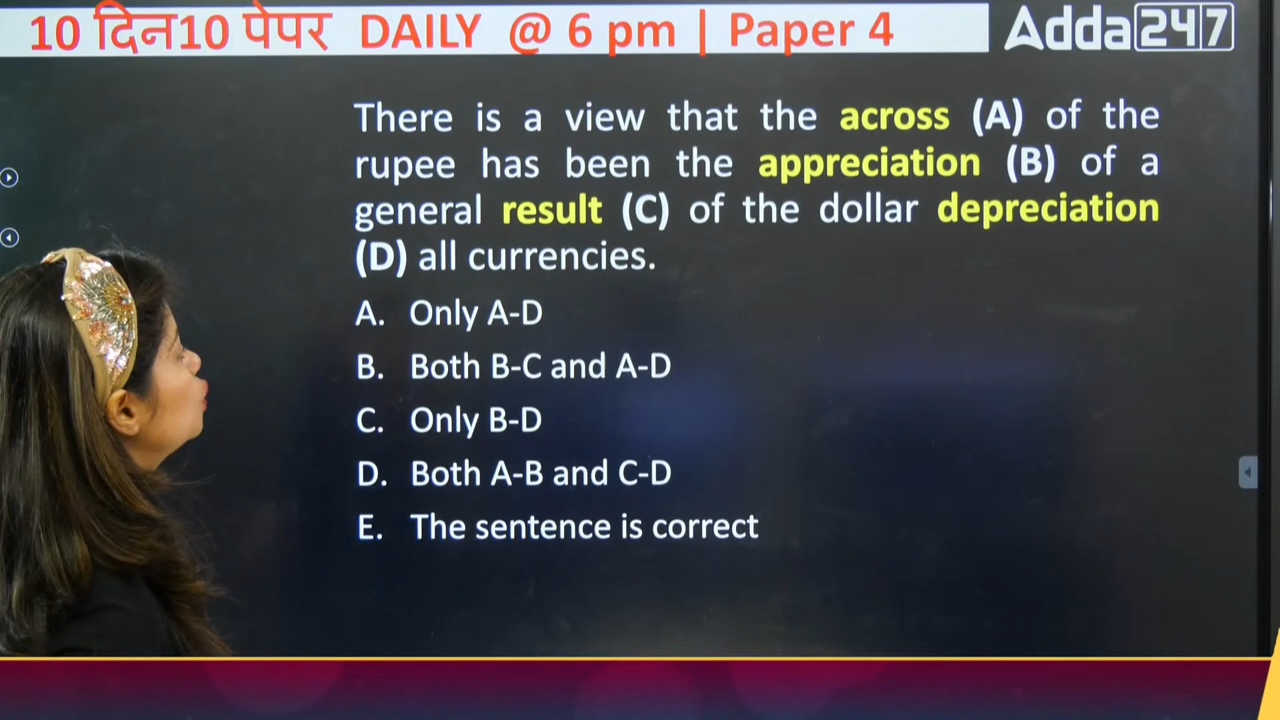 10 दिन10 पेपर DAILY @ 6 pm | Paper 4
Adda247
There is a view that the across (A) of the
rupee has been the appreciation (B) of a
general result (C) of the dollar depreciation
(D) all currencies.
A. Only A-D
B. Both B-C and A-D
C. Only B-D
D. Both A-B and C-D
E. The sentence is correct